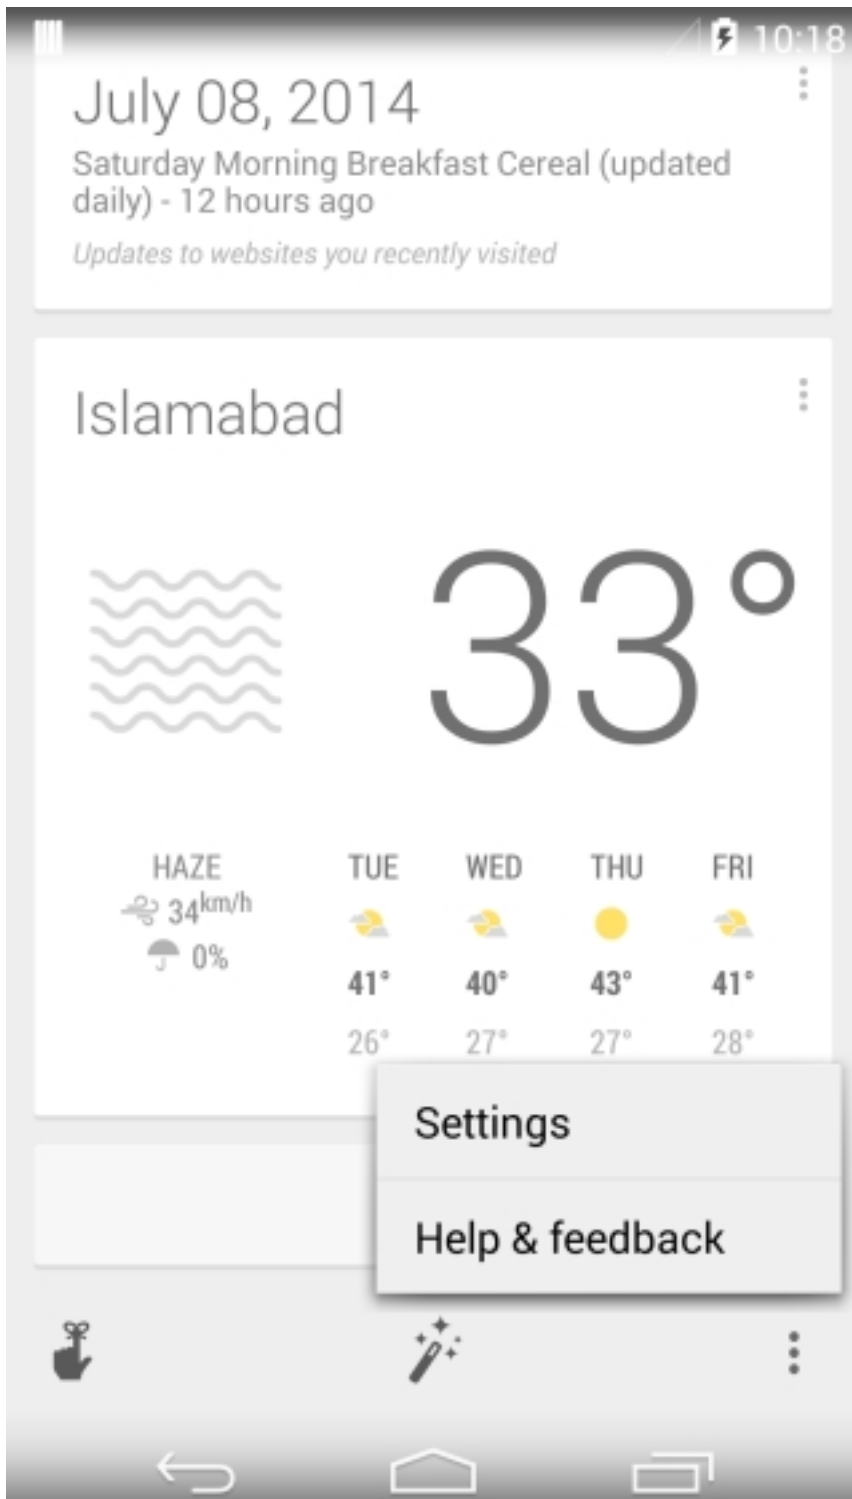 10:18
July 08, 2014
Saturday Morning Breakfast Cereal (updated
daily) - 12 hours ago
Updates to websites you recently visited
Islamabad
33°
HAZE TUE WED THU FRI
34km/h
0%
41° 40° 43° 41°
26° 27° 27° 28°
Settings
Help & feedback